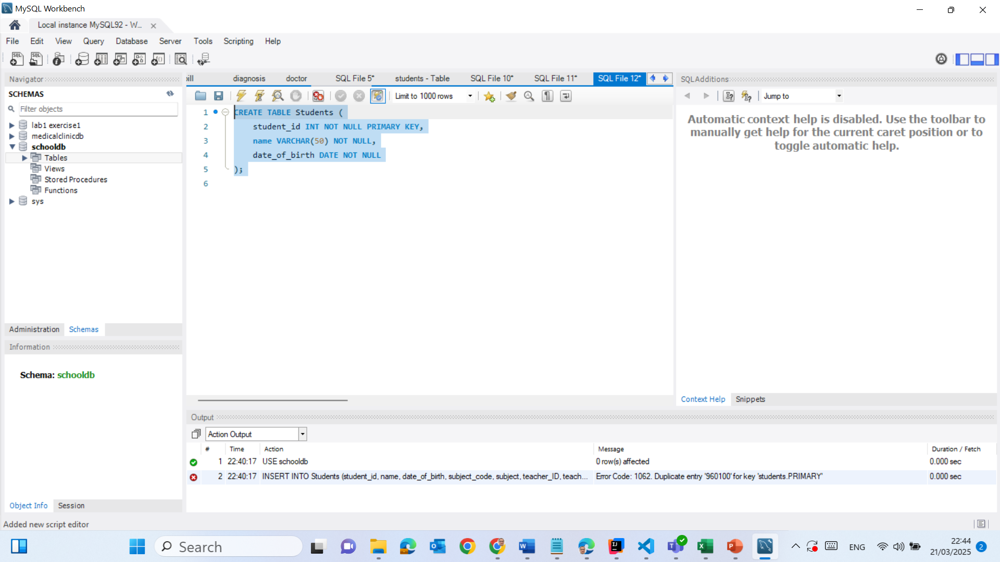 MySQL Workbench
Local instance MySQL92 - W...
File Edit View Query Database Server Tools Scripting Help
Navigator
SCHEMAS
Filter objects
lab1 exercise1
medicalclinicdb
schooldb
Tables
Views
Stored Procedures
Functions
sys
Administration Schemas
Information
Schema: schooldb
Object Info Session
Added new script editor
diagnosis doctor SQL File 5* students - Table SQL File 10* SQL File 11* SQL File 12*
Limit to 1000 rows
1 CREATE TABLE Students (
2 student_id INT NOT NULL PRIMARY KEY,
3 name VARCHAR(50) NOT NULL,
4 date_of_birth DATE NOT NULL
5 );
6
SQLAdditions
Jump to
Automatic context help is disabled. Use the toolbar to
manually get help for the current caret position or to
toggle automatic help.
Context Help Snippets
Output
Action Output
# Time Action Message Duration / Fetch
1 22:40:17 USE schooldb 0 row(s) affected 0.000 sec
2 22:40:17 INSERT INTO Students (student_id, name, date_of_birth, subject_code, subject, teacher_ID, teach... Error Code: 1062. Duplicate entry '960100' for key 'students.PRIMARY' 0.000 sec
Search
ENG
22:44
21/03/2025
2